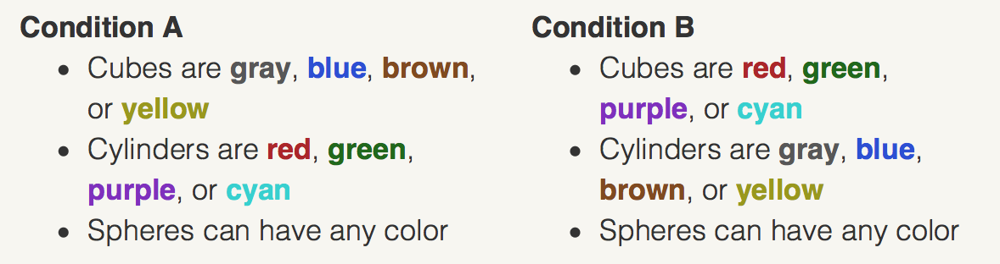 Condition A
• Cubes are gray, blue, brown,
or yellow
• Cylinders are red, green,
purple, or cyan
• Spheres can have any color
Condition B
• Cubes are red, green,
purple, or cyan
• Cylinders are gray, blue,
brown, or yellow
• Spheres can have any color